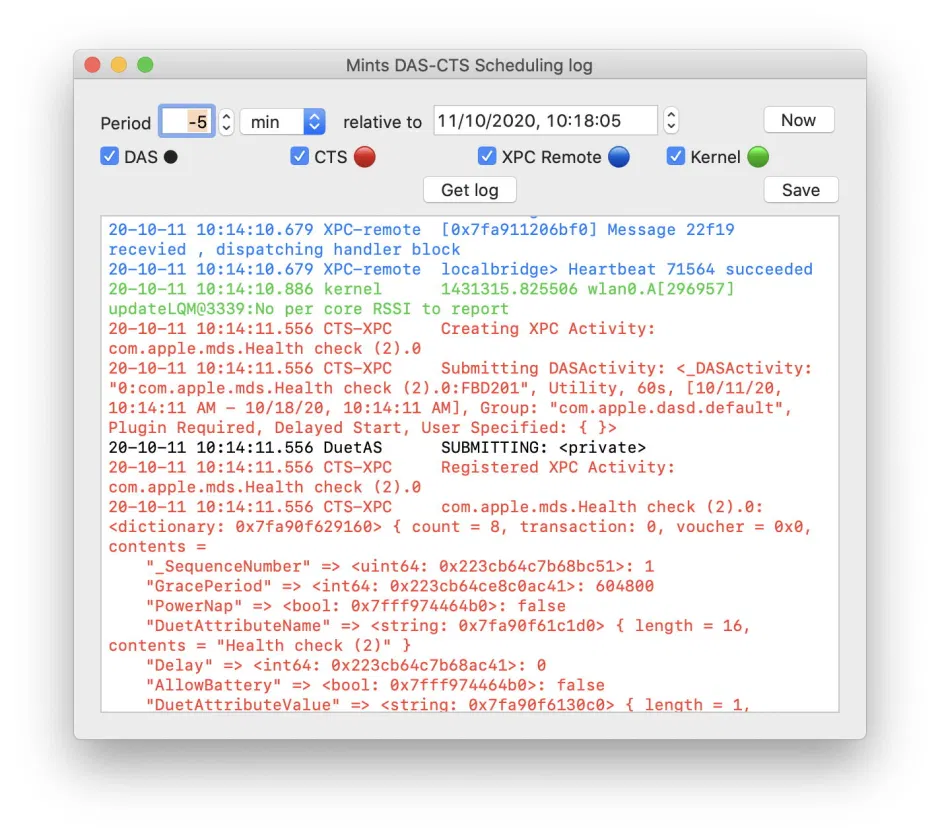 Mints DAS-CTS Scheduling log
Period -5 min relative to 11/10/2020, 10:18:05 Now
DAS CTS XPC Remote Kernel
Get log Save
20-10-11 10:14:10.679 XPC-remote [0x7fa911206bf0] Message 22f19
recevied , dispatching handler block
20-10-11 10:14:10.679 XPC-remote localbridge> Heartbeat 71564 succeeded
20-10-11 10:14:10.886 kernel 1431315.825506 wlan0.A[296957]
updateLQM@3339:No per core RSSI to report
20-10-11 10:14:11.556 CTS-XPC Creating XPC Activity:
com.apple.mds.Health check (2).0
20-10-11 10:14:11.556 CTS-XPC Submitting DASActivity: <_DASActivity:
"0:com.apple.mds.Health check (2).0:FBD201", Utility, 60s, [10/11/20,
10:14:11 AM - 10/18/20, 10:14:11 AM], Group: "com.apple.dasd.default",
Plugin Required, Delayed Start, User Specified: { }>
20-10-11 10:14:11.556 DuetAS SUBMITTING: <private>
20-10-11 10:14:11.556 CTS-XPC Registered XPC Activity:
com.apple.mds.Health check (2).0
20-10-11 10:14:11.556 CTS-XPC com.apple.mds.Health check (2).0:
<dictionary: 0x7fa90f629160> { count = 8, transaction: 0, voucher = 0x0,
contents =
"_SequenceNumber" => <uint64: 0x223cb64c7b68bc51>: 1
"GracePeriod" => <int64: 0x223cb64ce8c0ac41>: 604800
"PowerNap" => <bool: 0x7fff974464b0>: false
"DuetAttributeName" => <string: 0x7fa90f61c1d0> { length = 16,
contents = "Health check (2)" }
"Delay" => <int64: 0x223cb64c7b68ac41>: 0
"AllowBattery" => <bool: 0x7fff974464b0>: false
"DuetAttributeValue" => <string: 0x7fa90f6130c0> { length = 1,